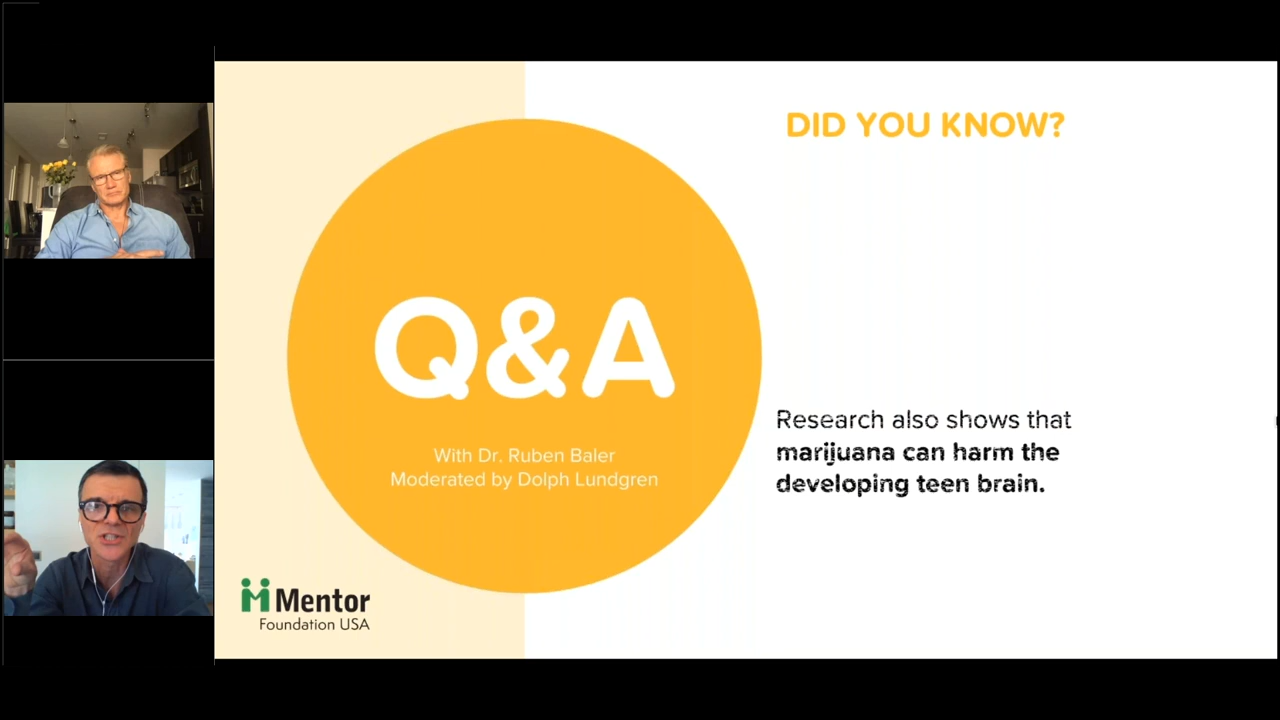 DID YOU KNOW?
Q&A
With Dr. Ruben Baler
Moderated by Dolph Lundgren
Research also shows that
marijuana can harm the
developing teen brain.
Mentor
Foundation USA